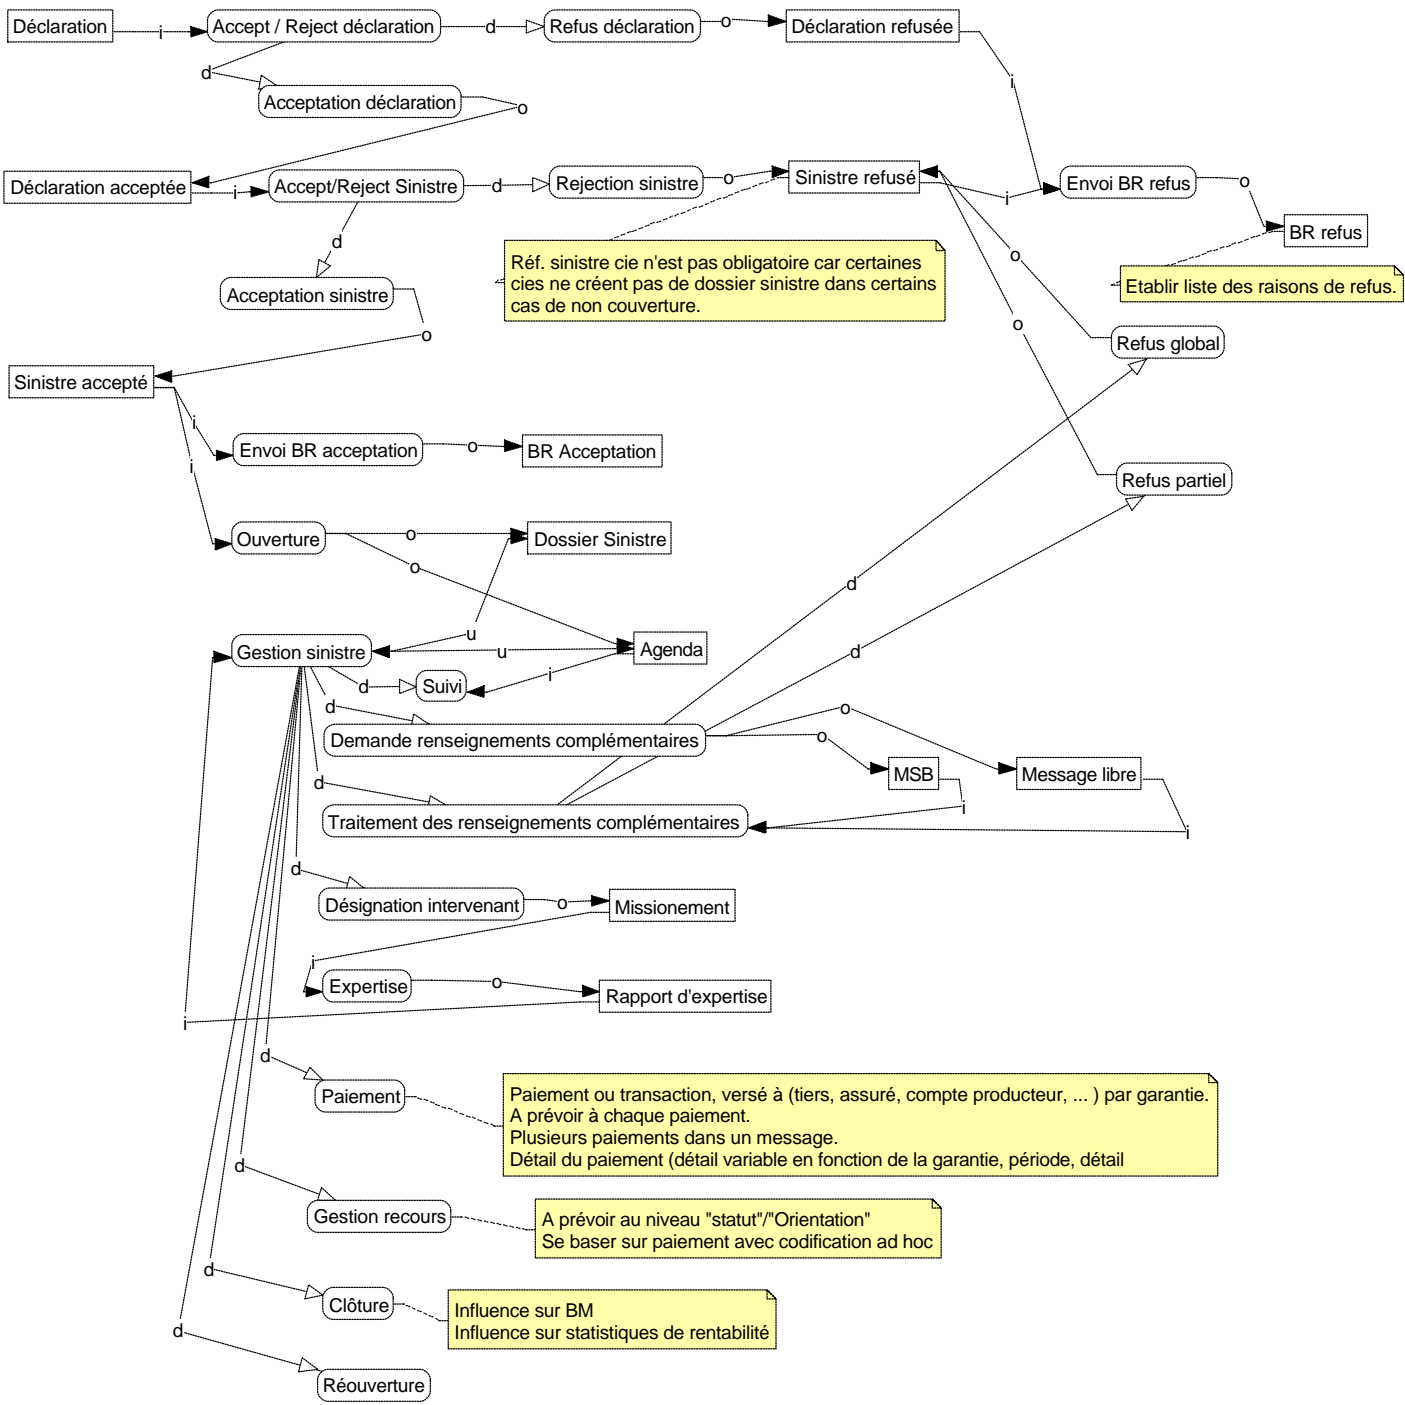 Déclaration
i
Accept / Reject déclaration
d
Refus déclaration
o
Déclaration refusée
d
i
Acceptation déclaration
o
Déclaration acceptée
i
Accept/Reject Sinistre
d
Rejection sinistre
o
Sinistre refusé
i
Envoi BR refus
o
BR refus
d
Réf. sinistre cie n'est pas obligatoire car certaines
cies ne créent pas de dossier sinistre dans certains
cas de non couverture.
o
Etablir liste des raisons de refus.
Acceptation sinistre
o
o
Refus global
Sinistre accepté
i
Envoi BR acceptation
o
BR Acceptation
i
Refus partiel
Ouverture
o
Dossier Sinistre
o
d
u
Gestion sinistre
u
Agenda
d
d
Suivi
i
d
o
Demande renseignements complémentaires
o
MSB
Message libre
d
i
Traitement des renseignements complémentaires
i
d
Désignation intervenant
o
Missionement
i
Expertise
o
Rapport d'expertise
i
d
Paiement
Paiement ou transaction, versé à (tiers, assuré, compte producteur, ... ) par garantie.
A prévoir à chaque paiement.
Plusieurs paiements dans un message.
Détail du paiement (détail variable en fonction de la garantie, période, détail
d
Gestion recours
A prévoir au niveau "statut"/"Orientation"
Se baser sur paiement avec codification ad hoc
d
Clôture
Influence sur BM
Influence sur statistiques de rentabilité
d
Réouverture